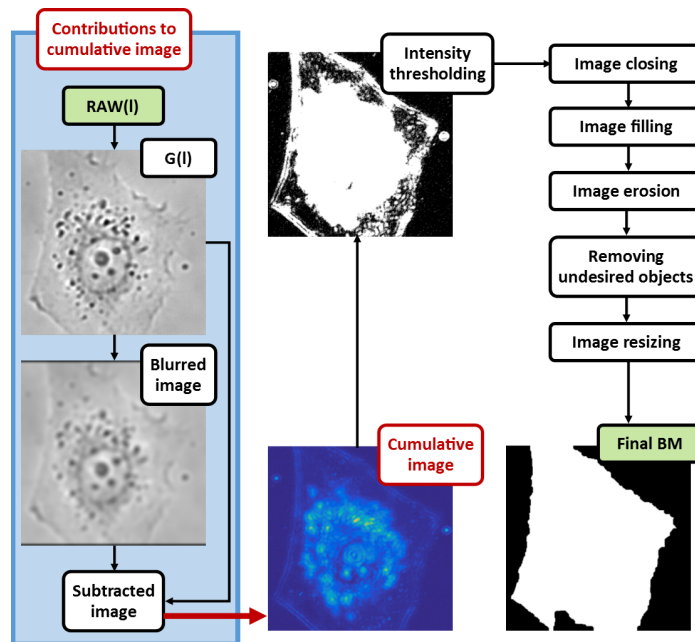 Contributions to
cumulative image
RAW(l)
G(l)
Blurred
image
Subtracted
image
Cumulative
image
Intensity
thresholding
Image closing
Image filling
Image erosion
Removing
undesired objects
Image resizing
Final BM